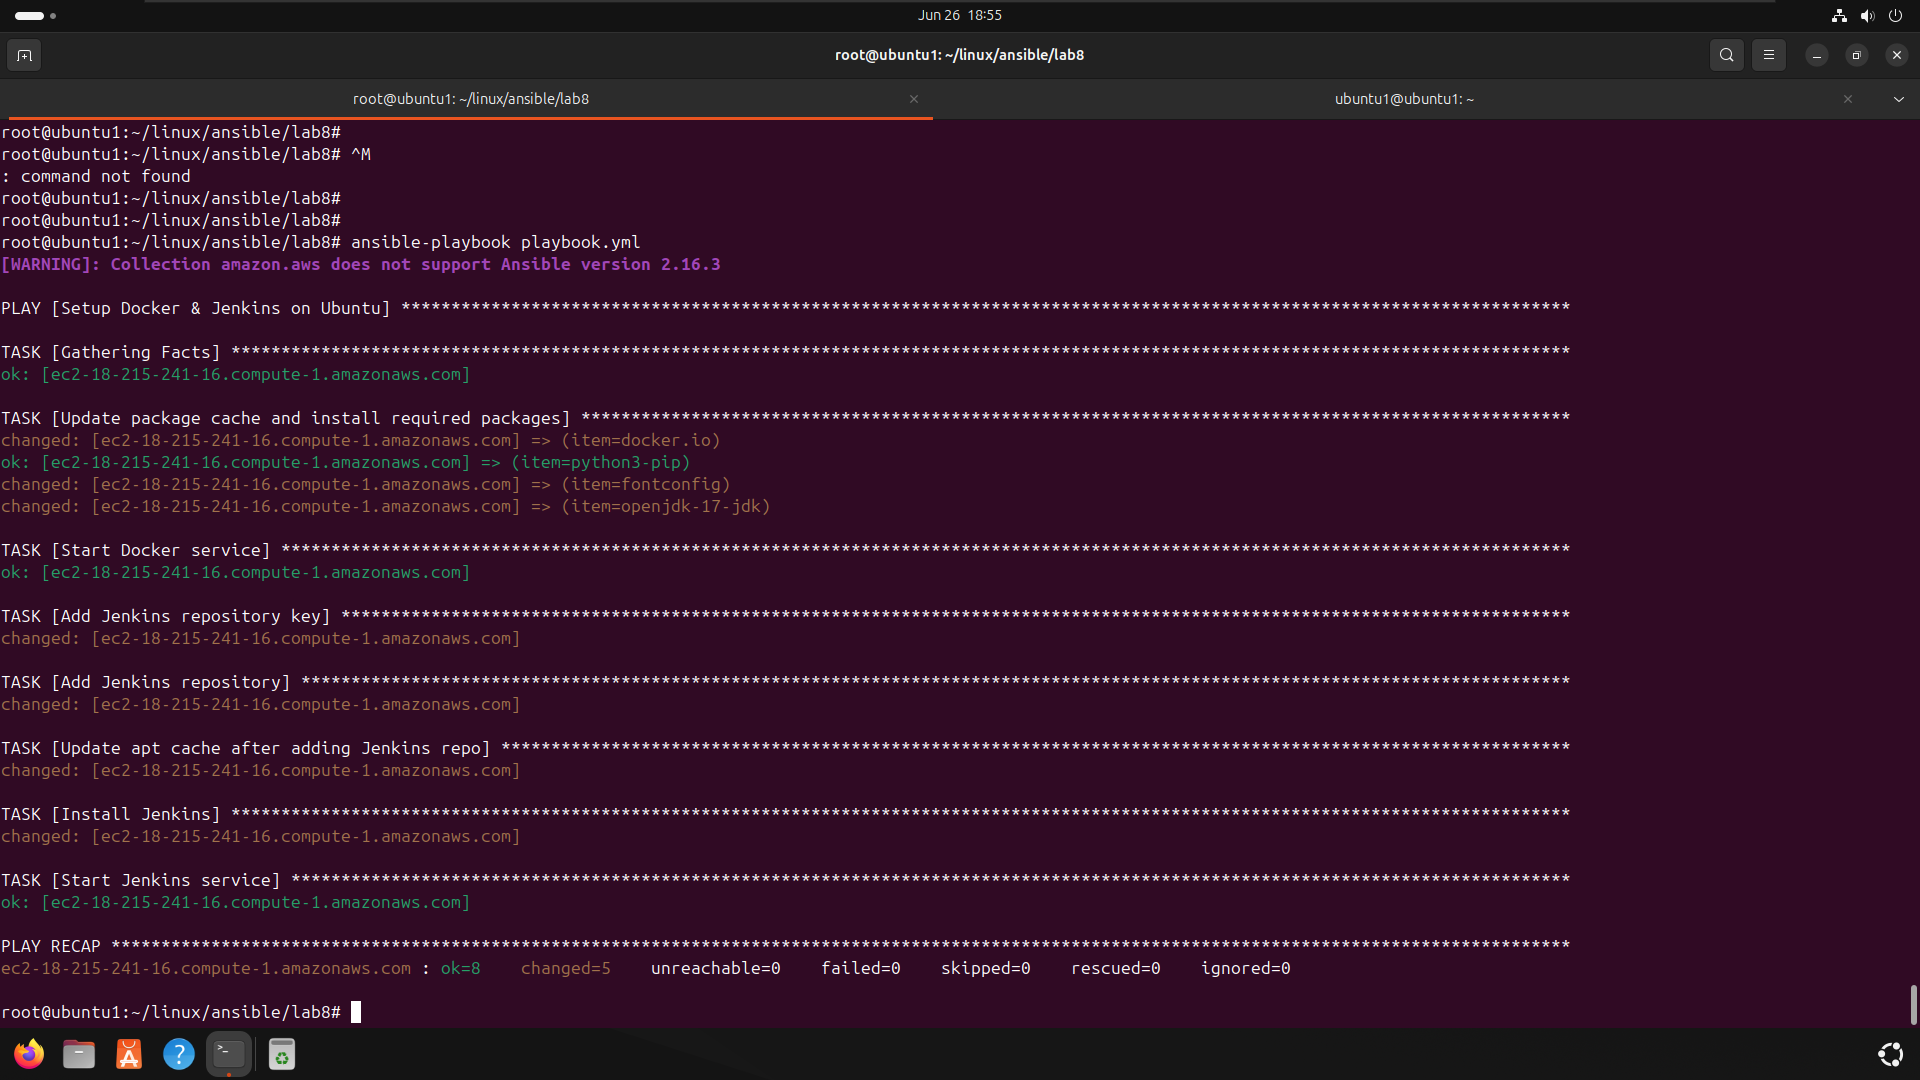 Jun 26 18:55
root@ubuntu1: ~/linux/ansible/lab8
root@ubuntu1: ~/linux/ansible/lab8
ubuntu1@ubuntu1: ~
root@ubuntu1:~/linux/ansible/lab8#
root@ubuntu1:~/linux/ansible/lab8# ^M
: command not found
root@ubuntu1:~/linux/ansible/lab8#
root@ubuntu1:~/linux/ansible/lab8#
root@ubuntu1:~/linux/ansible/lab8# ansible-playbook playbook.yml
[WARNING]: Collection amazon.aws does not support Ansible version 2.16.3
PLAY [Setup Docker & Jenkins on Ubuntu] *********************************************************************************************************************
TASK [Gathering Facts] **************************************************************************************************************************************
ok: [ec2-18-215-241-16.compute-1.amazonaws.com]
TASK [Update package cache and install required packages] ***************************************************************************************************
changed: [ec2-18-215-241-16.compute-1.amazonaws.com] => (item=docker.io)
ok: [ec2-18-215-241-16.compute-1.amazonaws.com] => (item=python3-pip)
changed: [ec2-18-215-241-16.compute-1.amazonaws.com] => (item=fontconfig)
changed: [ec2-18-215-241-16.compute-1.amazonaws.com] => (item=openjdk-17-jdk)
TASK [Start Docker service] *********************************************************************************************************************************
ok: [ec2-18-215-241-16.compute-1.amazonaws.com]
TASK [Add Jenkins repository key] ***************************************************************************************************************************
changed: [ec2-18-215-241-16.compute-1.amazonaws.com]
TASK [Add Jenkins repository] *******************************************************************************************************************************
changed: [ec2-18-215-241-16.compute-1.amazonaws.com]
TASK [Update apt cache after adding Jenkins repo] ***********************************************************************************************************
changed: [ec2-18-215-241-16.compute-1.amazonaws.com]
TASK [Install Jenkins] **************************************************************************************************************************************
changed: [ec2-18-215-241-16.compute-1.amazonaws.com]
TASK [Start Jenkins service] ********************************************************************************************************************************
ok: [ec2-18-215-241-16.compute-1.amazonaws.com]
PLAY RECAP **************************************************************************************************************************************************
ec2-18-215-241-16.compute-1.amazonaws.com : ok=8    changed=5    unreachable=0    failed=0    skipped=0    rescued=0    ignored=0
root@ubuntu1:~/linux/ansible/lab8#